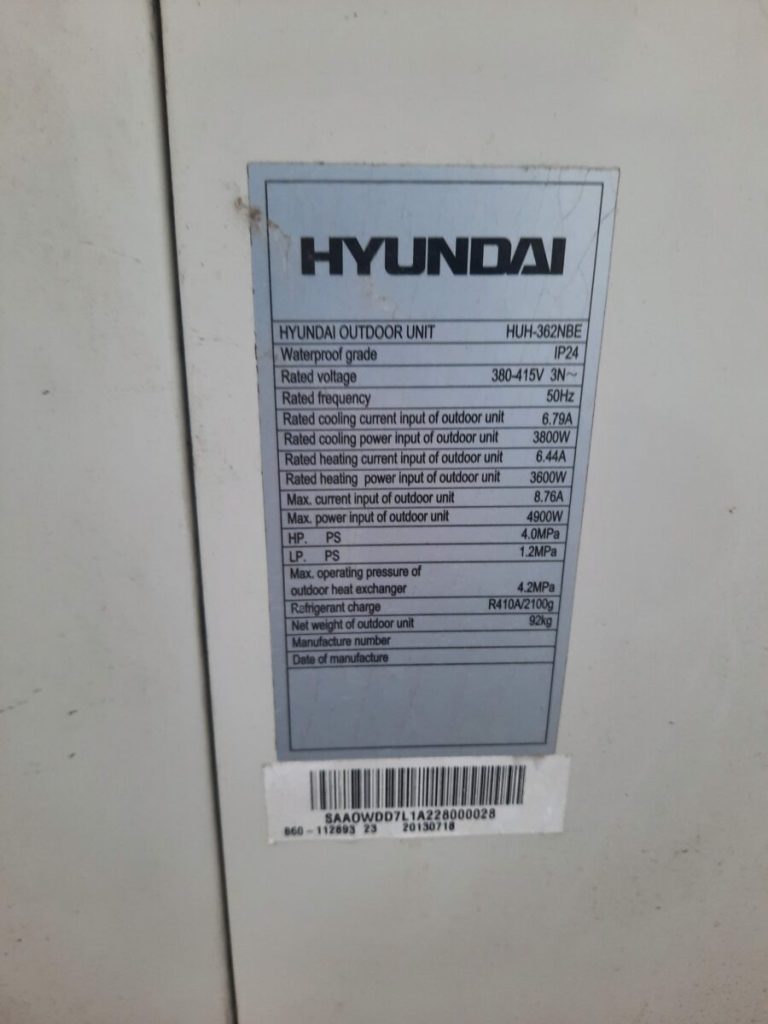 HYUNDAI
HYUNDAI OUTDOOR UNIT HUH-362NBE
Waterproof grade IP24
Rated voltage 380-415V 3N~
Rated frequency 50Hz
Rated cooling current input of outdoor unit 6.79A
Rated cooling power input of outdoor unit 3800W
Rated heating current input of outdoor unit 6.44A
Rated heating power input of outdoor unit 3600W
Max. current input of outdoor unit 8.76A
Max. power input of outdoor unit 4900W
HP. PS 4.0MPa
LP. PS 1.2MPa
Max. operating pressure of
outdoor heat exchanger 4.2MPa
Refrigerant charge R410A/2100g
Net weight of outdoor unit 92kg
Manufacture number
Date of manufacture
SAAOWDD7L1A228000028
660-112693 23 20130718